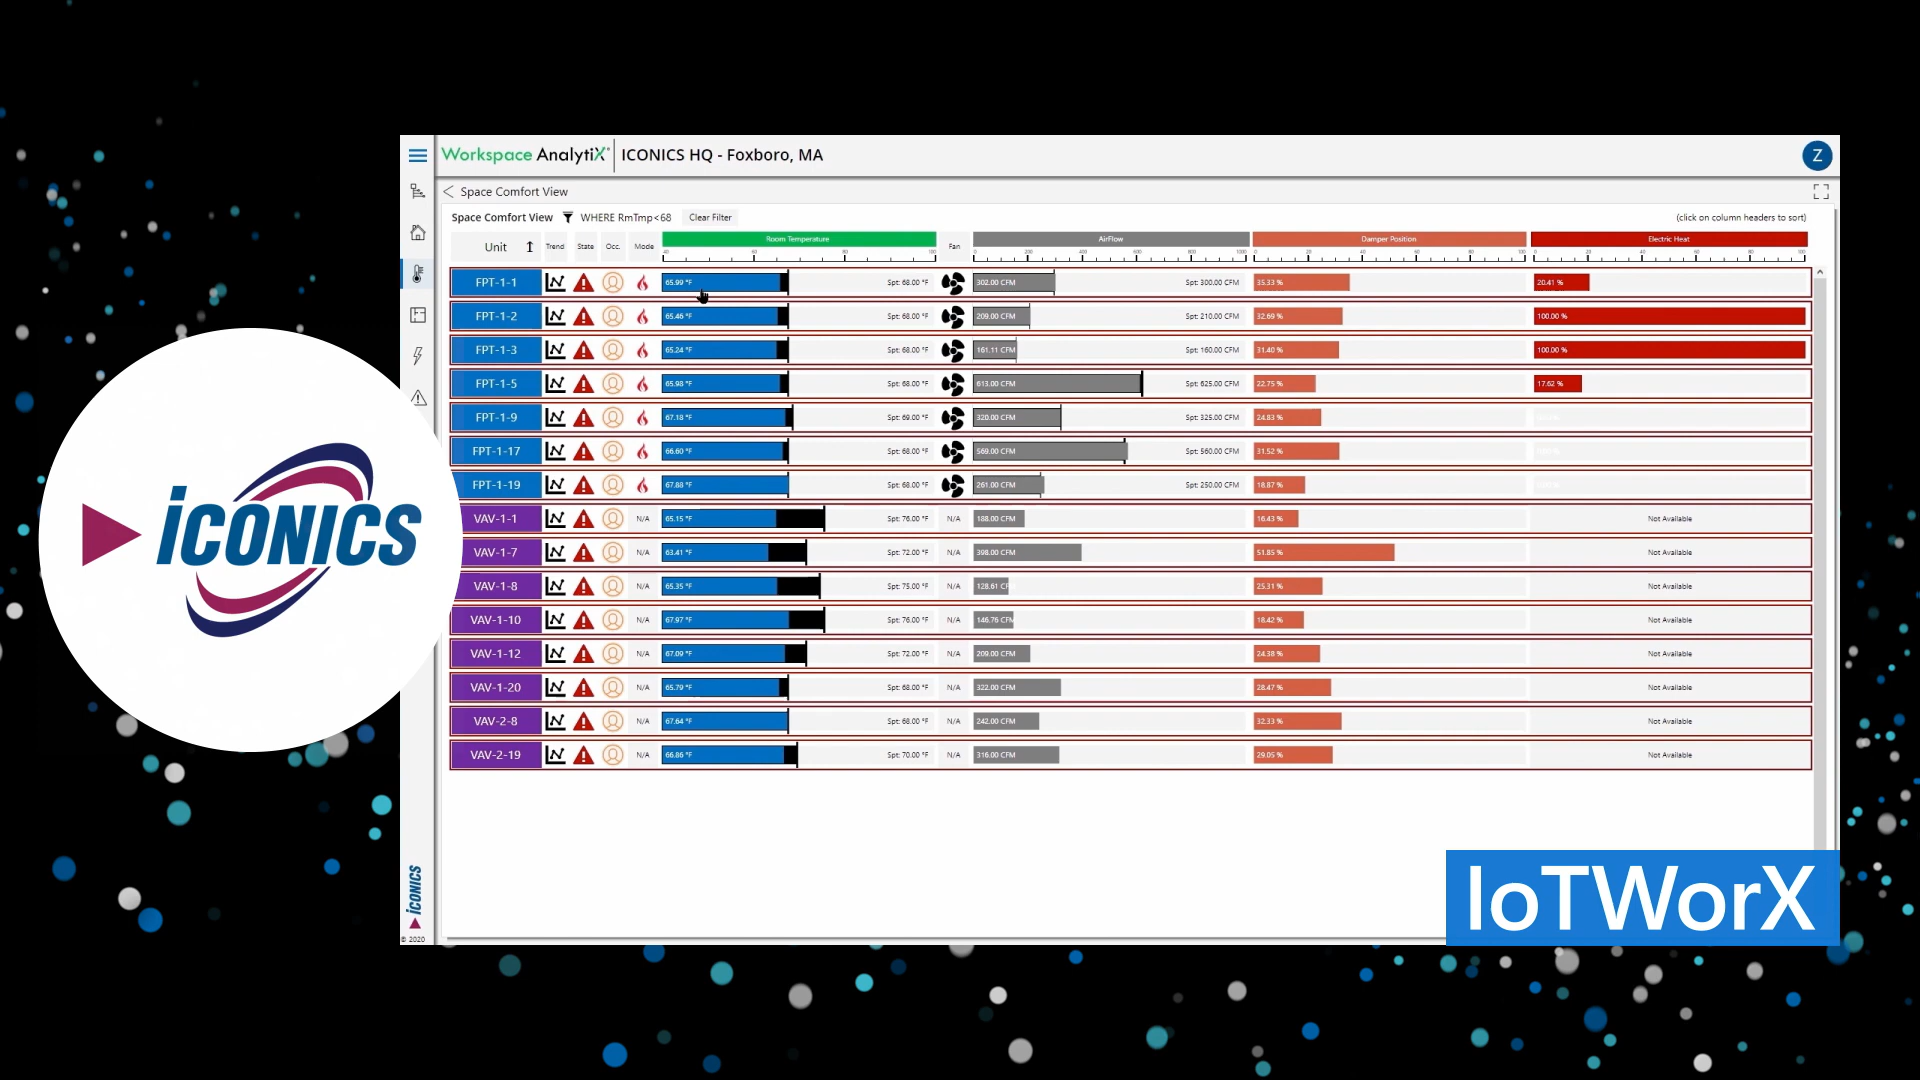 Workspace AnalytiX® ICONICS HQ - Foxboro, MA Z
Space Comfort View
Space Comfort View WHERE RmTmp<68 Clear Filter (click on column headers to sort)
Unit Trend State Occ. Mode Room Temperature Fan AirFlow Damper Position Electric Heat
FPT-1-1 65.99 °F Spt: 68.00 °F 302.00 CFM Spt: 300.00 CFM 35.33 % 20.41 %
FPT-1-2 65.46 °F Spt: 68.00 °F 209.00 CFM Spt: 210.00 CFM 32.69 % 100.00 %
FPT-1-3 65.24 °F Spt: 68.00 °F 161.11 CFM Spt: 160.00 CFM 31.40 % 100.00 %
FPT-1-5 65.98 °F Spt: 68.00 °F 613.00 CFM Spt: 625.00 CFM 22.75 % 17.62 %
FPT-1-9 67.18 °F Spt: 69.00 °F 320.00 CFM Spt: 325.00 CFM 24.83 %
FPT-1-17 66.60 °F Spt: 68.00 °F 569.00 CFM Spt: 560.00 CFM 31.52 %
FPT-1-19 67.88 °F Spt: 68.00 °F 261.00 CFM Spt: 250.00 CFM 18.87 %
VAV-1-1 N/A 65.15 °F Spt: 76.00 °F N/A 188.00 CFM 16.43 % Not Available
VAV-1-7 N/A 63.41 °F Spt: 72.00 °F N/A 398.00 CFM 51.85 % Not Available
VAV-1-8 N/A 65.35 °F Spt: 75.00 °F N/A 128.61 CF 25.31 % Not Available
VAV-1-10 N/A 67.97 °F Spt: 76.00 °F N/A 146.76 CFM 18.42 % Not Available
VAV-1-12 N/A 67.09 °F Spt: 72.00 °F N/A 209.00 CFM 24.38 % Not Available
VAV-1-20 N/A 65.79 °F Spt: 68.00 °F N/A 322.00 CFM 28.47 % Not Available
VAV-2-8 N/A 67.64 °F Spt: 68.00 °F N/A 242.00 CFM 32.33 % Not Available
VAV-2-19 N/A 66.86 °F Spt: 70.00 °F N/A 316.00 CFM 29.05 % Not Available
iCONICS
iCONICS
© 2020
IoTWorX